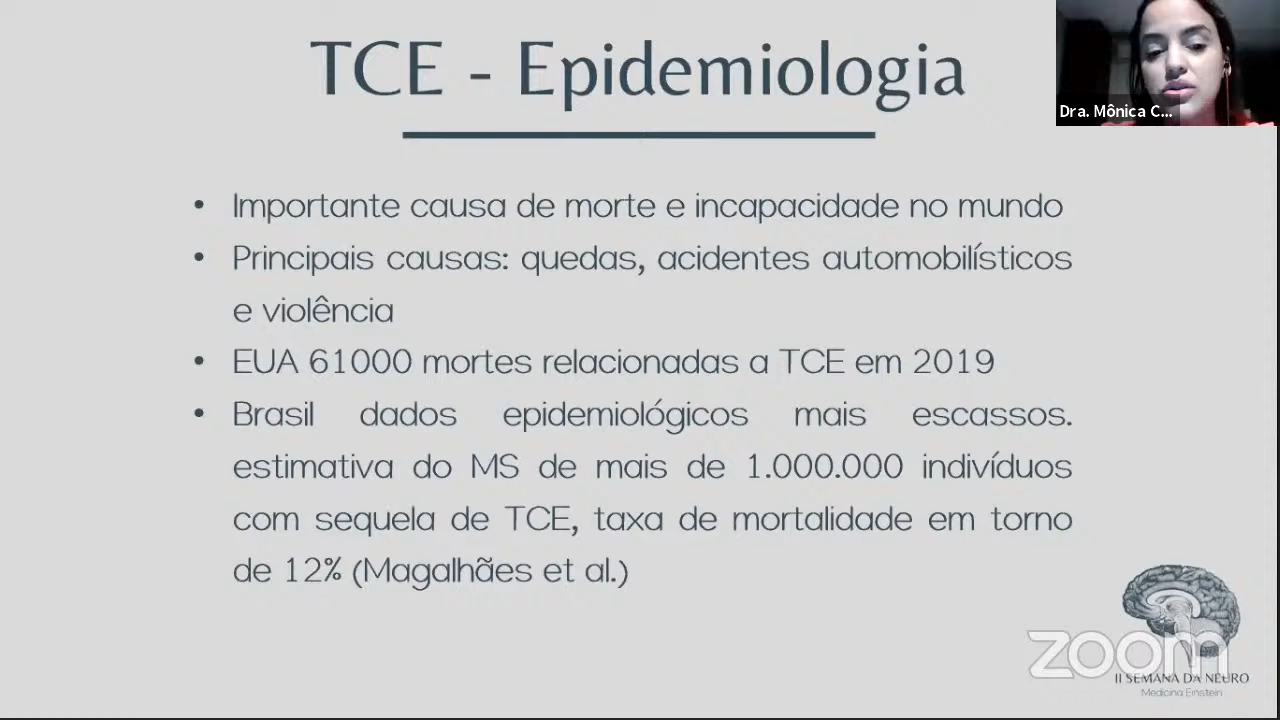 TCE - Epidemiologia
Dra. Mônica C...
• Importante causa de morte e incapacidade no mundo
• Principais causas: quedas, acidentes automobilísticos
e violência
• EUA 61000 mortes relacionadas a TCE em 2019
• Brasil dados epidemiológicos mais escassos.
estimativa do MS de mais de 1.000.000 indivíduos
com sequela de TCE, taxa de mortalidade em torno
de 12% (Magalhães et al.)
zoom
II SEMANA DA NEURO
Medicina Einstein